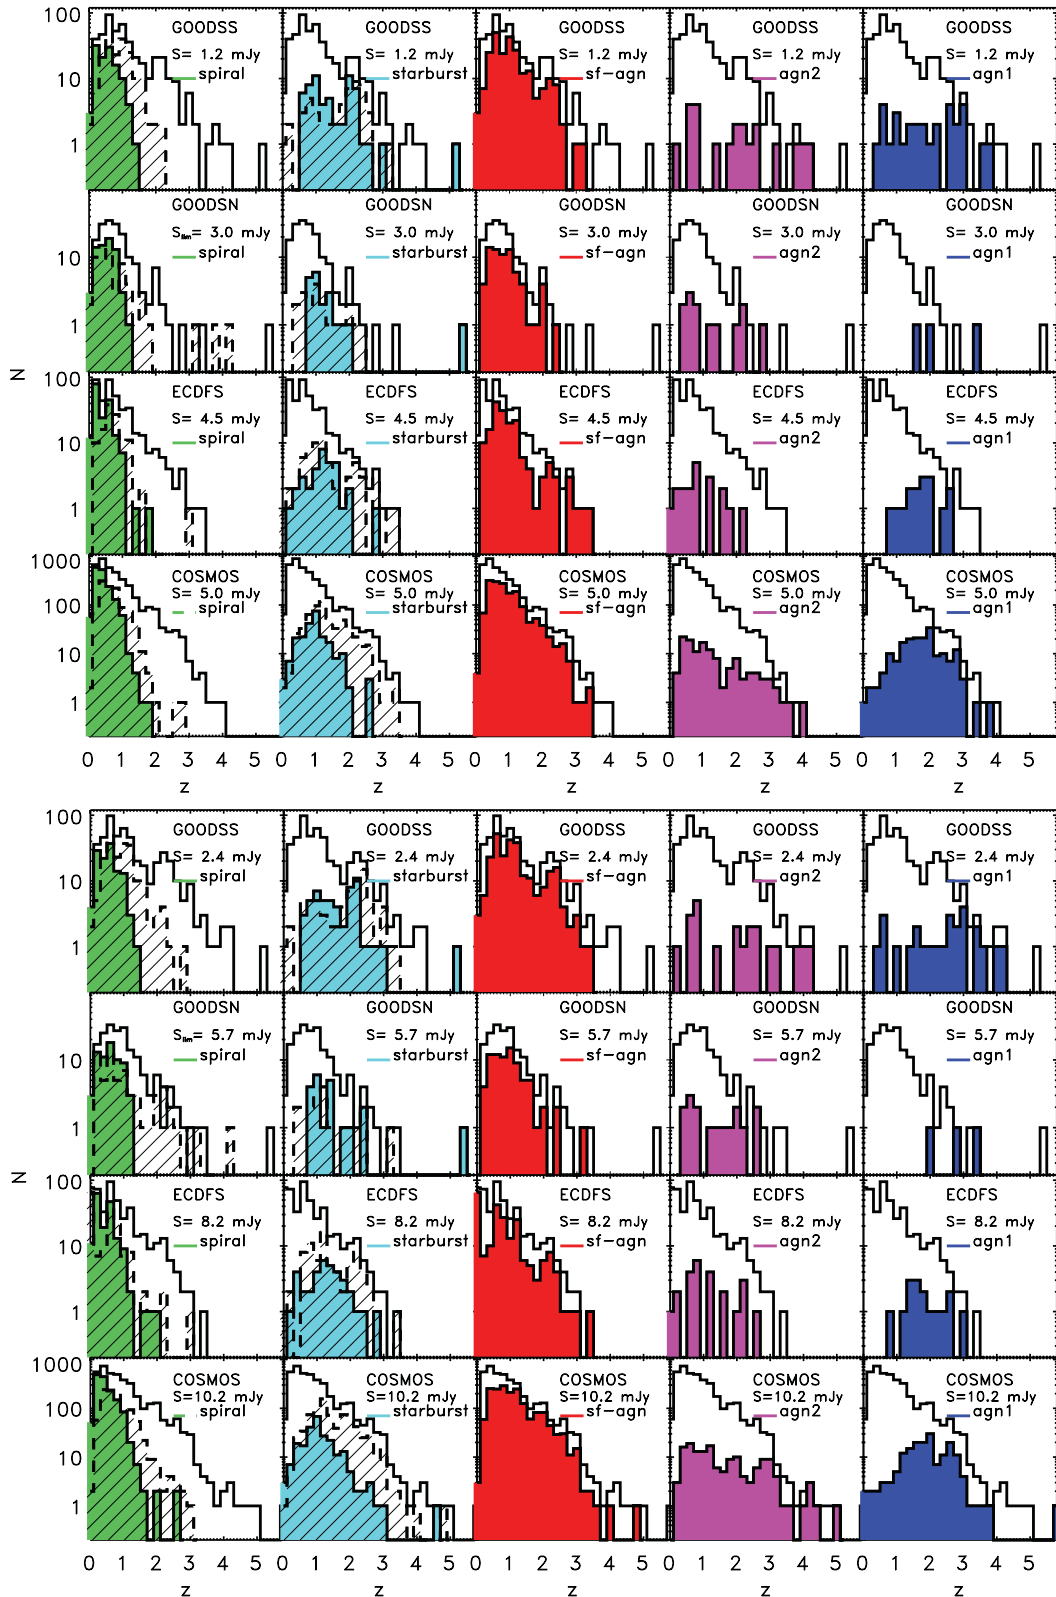 100
10
1
GOODSS
S= 1.2 mJy
spiral
GOODSS
S= 1.2 mJy
starburst
GOODSS
S= 1.2 mJy
sf-agn
GOODSS
S= 1.2 mJy
agn2
GOODSS
S= 1.2 mJy
agn1
10
1
GOODSN
Slim= 3.0 mJy
spiral
GOODSN
S= 3.0 mJy
starburst
GOODSN
S= 3.0 mJy
sf-agn
GOODSN
S= 3.0 mJy
agn2
GOODSN
S= 3.0 mJy
agn1
N
100
10
1
ECDFS
S= 4.5 mJy
spiral
ECDFS
S= 4.5 mJy
starburst
ECDFS
S= 4.5 mJy
sf-agn
ECDFS
S= 4.5 mJy
agn2
ECDFS
S= 4.5 mJy
agn1
1000
100
10
1
COSMOS
S= 5.0 mJy
spiral
COSMOS
S= 5.0 mJy
starburst
COSMOS
S= 5.0 mJy
sf-agn
COSMOS
S= 5.0 mJy
agn2
COSMOS
S= 5.0 mJy
agn1
0 1 2 3 4 5 0 1 2 3 4 5 0 1 2 3 4 5 0 1 2 3 4 5 0 1 2 3 4 5
z z z z z
100
10
1
GOODSS
S= 2.4 mJy
spiral
GOODSS
S= 2.4 mJy
starburst
GOODSS
S= 2.4 mJy
sf-agn
GOODSS
S= 2.4 mJy
agn2
GOODSS
S= 2.4 mJy
agn1
10
1
GOODSN
Slim= 5.7 mJy
spiral
GOODSN
S= 5.7 mJy
starburst
GOODSN
S= 5.7 mJy
sf-agn
GOODSN
S= 5.7 mJy
agn2
GOODSN
S= 5.7 mJy
agn1
N
100
10
1
ECDFS
S= 8.2 mJy
spiral
ECDFS
S= 8.2 mJy
starburst
ECDFS
S= 8.2 mJy
sf-agn
ECDFS
S= 8.2 mJy
agn2
ECDFS
S= 8.2 mJy
agn1
1000
100
10
1
COSMOS
S=10.2 mJy
spiral
COSMOS
S=10.2 mJy
starburst
COSMOS
S=10.2 mJy
sf-agn
COSMOS
S=10.2 mJy
agn2
COSMOS
S=10.2 mJy
agn1
0 1 2 3 4 5 0 1 2 3 4 5 0 1 2 3 4 5 0 1 2 3 4 5 0 1 2 3 4 5
z z z z z